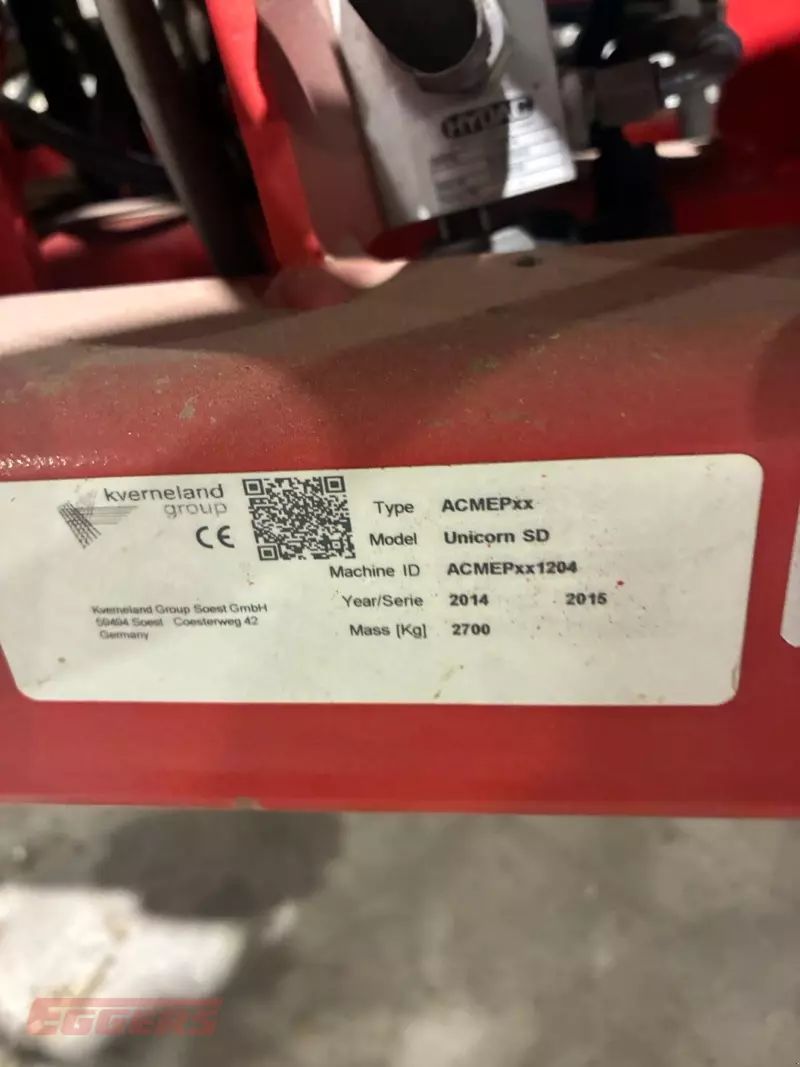 HYDAC
kverneland
group
CE
Type ACMEPxx
Model Unicorn SD
Machine ID ACMEPxx1204
Year/Serie 2014 2015
Mass [Kg] 2700
Kverneland Group Soest GmbH
59494 Soest Coesterweg 42
Germany
EGGERS